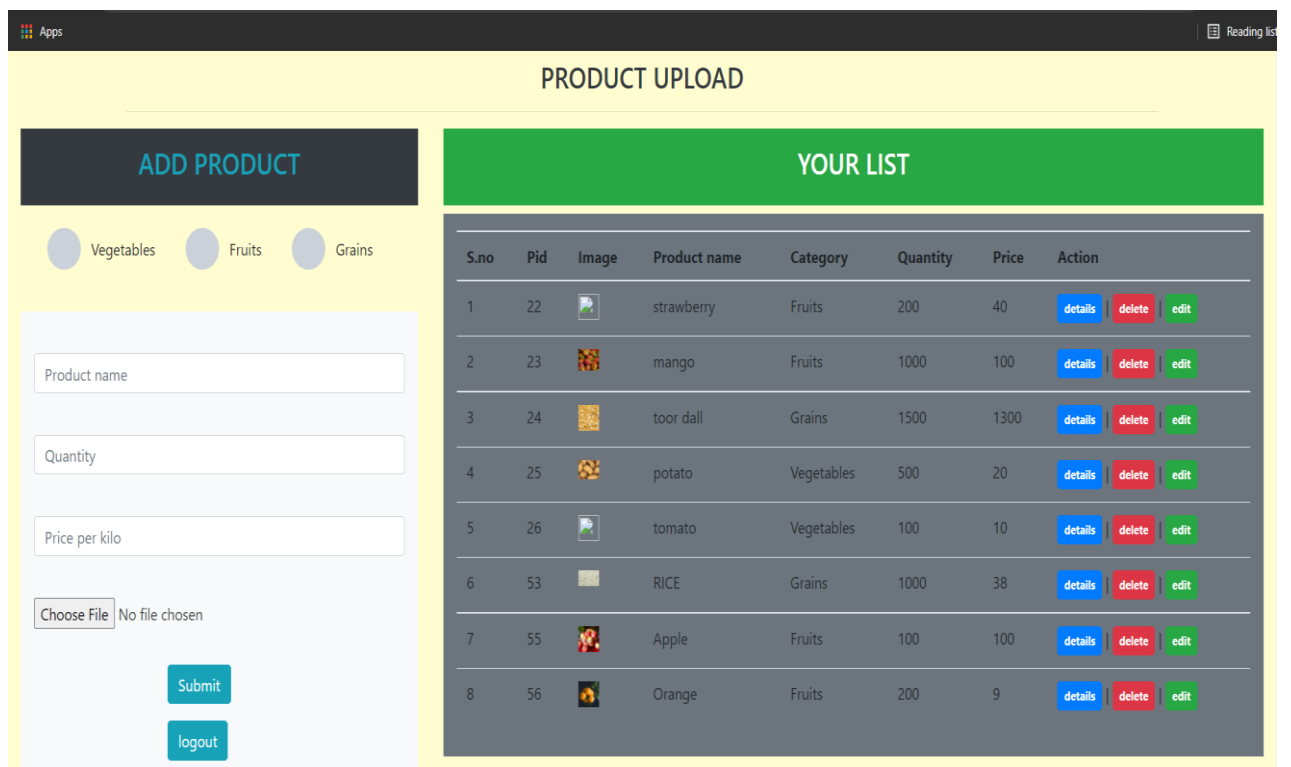 Apps Reading list
PRODUCT UPLOAD
ADD PRODUCT
Vegetables Fruits Grains
Product name
Quantity
Price per kilo
Choose File No file chosen
Submit
logout
YOUR LIST
S.no Pid Image Product name Category Quantity Price Action
1 22 strawberry Fruits 200 40 details | delete | edit
2 23 mango Fruits 1000 100 details | delete | edit
3 24 toor dall Grains 1500 1300 details | delete | edit
4 25 potato Vegetables 500 20 details | delete | edit
5 26 tomato Vegetables 100 10 details | delete | edit
6 53 RICE Grains 1000 38 details | delete | edit
7 55 Apple Fruits 100 100 details | delete | edit
8 56 Orange Fruits 200 9 details | delete | edit